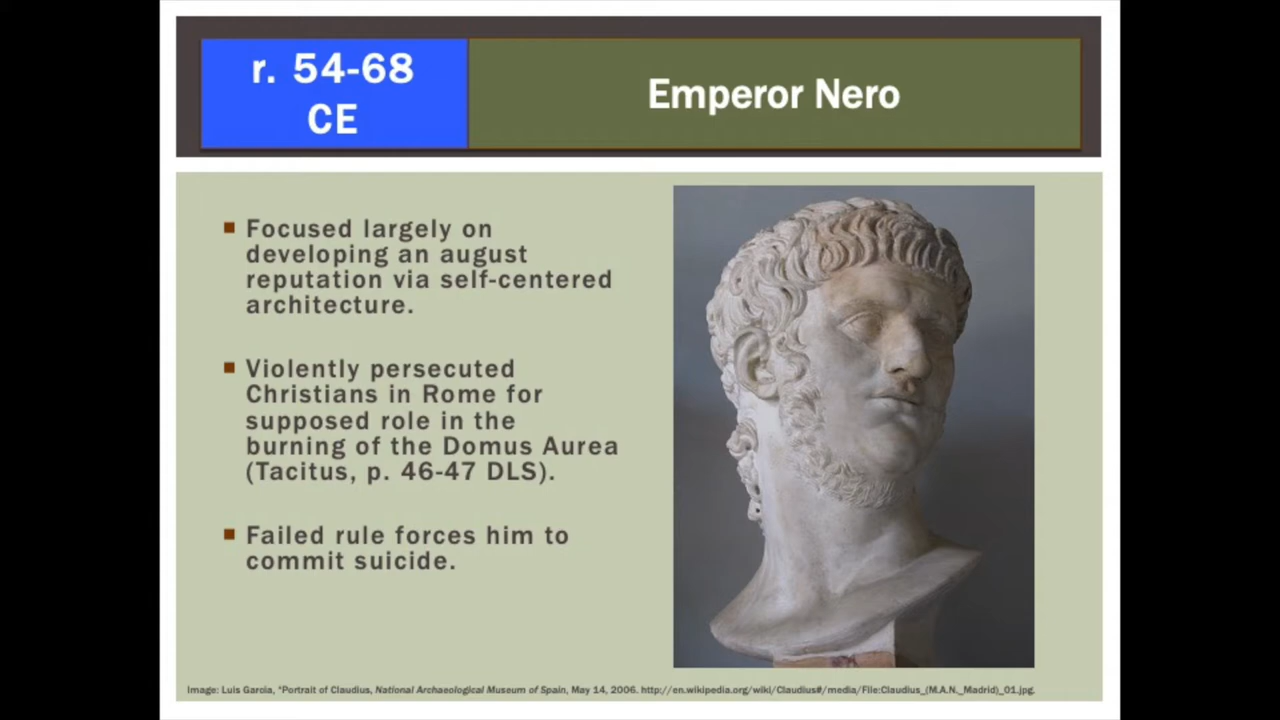 r. 54-68
CE
Emperor Nero
Focused largely on
developing an august
reputation via self-centered
architecture.
Violently persecuted
Christians in Rome for
supposed role in the
burning of the Domus Aurea
(Tacitus, p. 46-47 DLS).
Failed rule forces him to
commit suicide.
Image: Luis Garcia, "Portrait of Claudius, National Archaeological Museum of Spain, May 14, 2006. http://en.wikipedia.org/wiki/Claudius#/media/File:Claudius_(M.A.N._Madrid)_01.jpg.